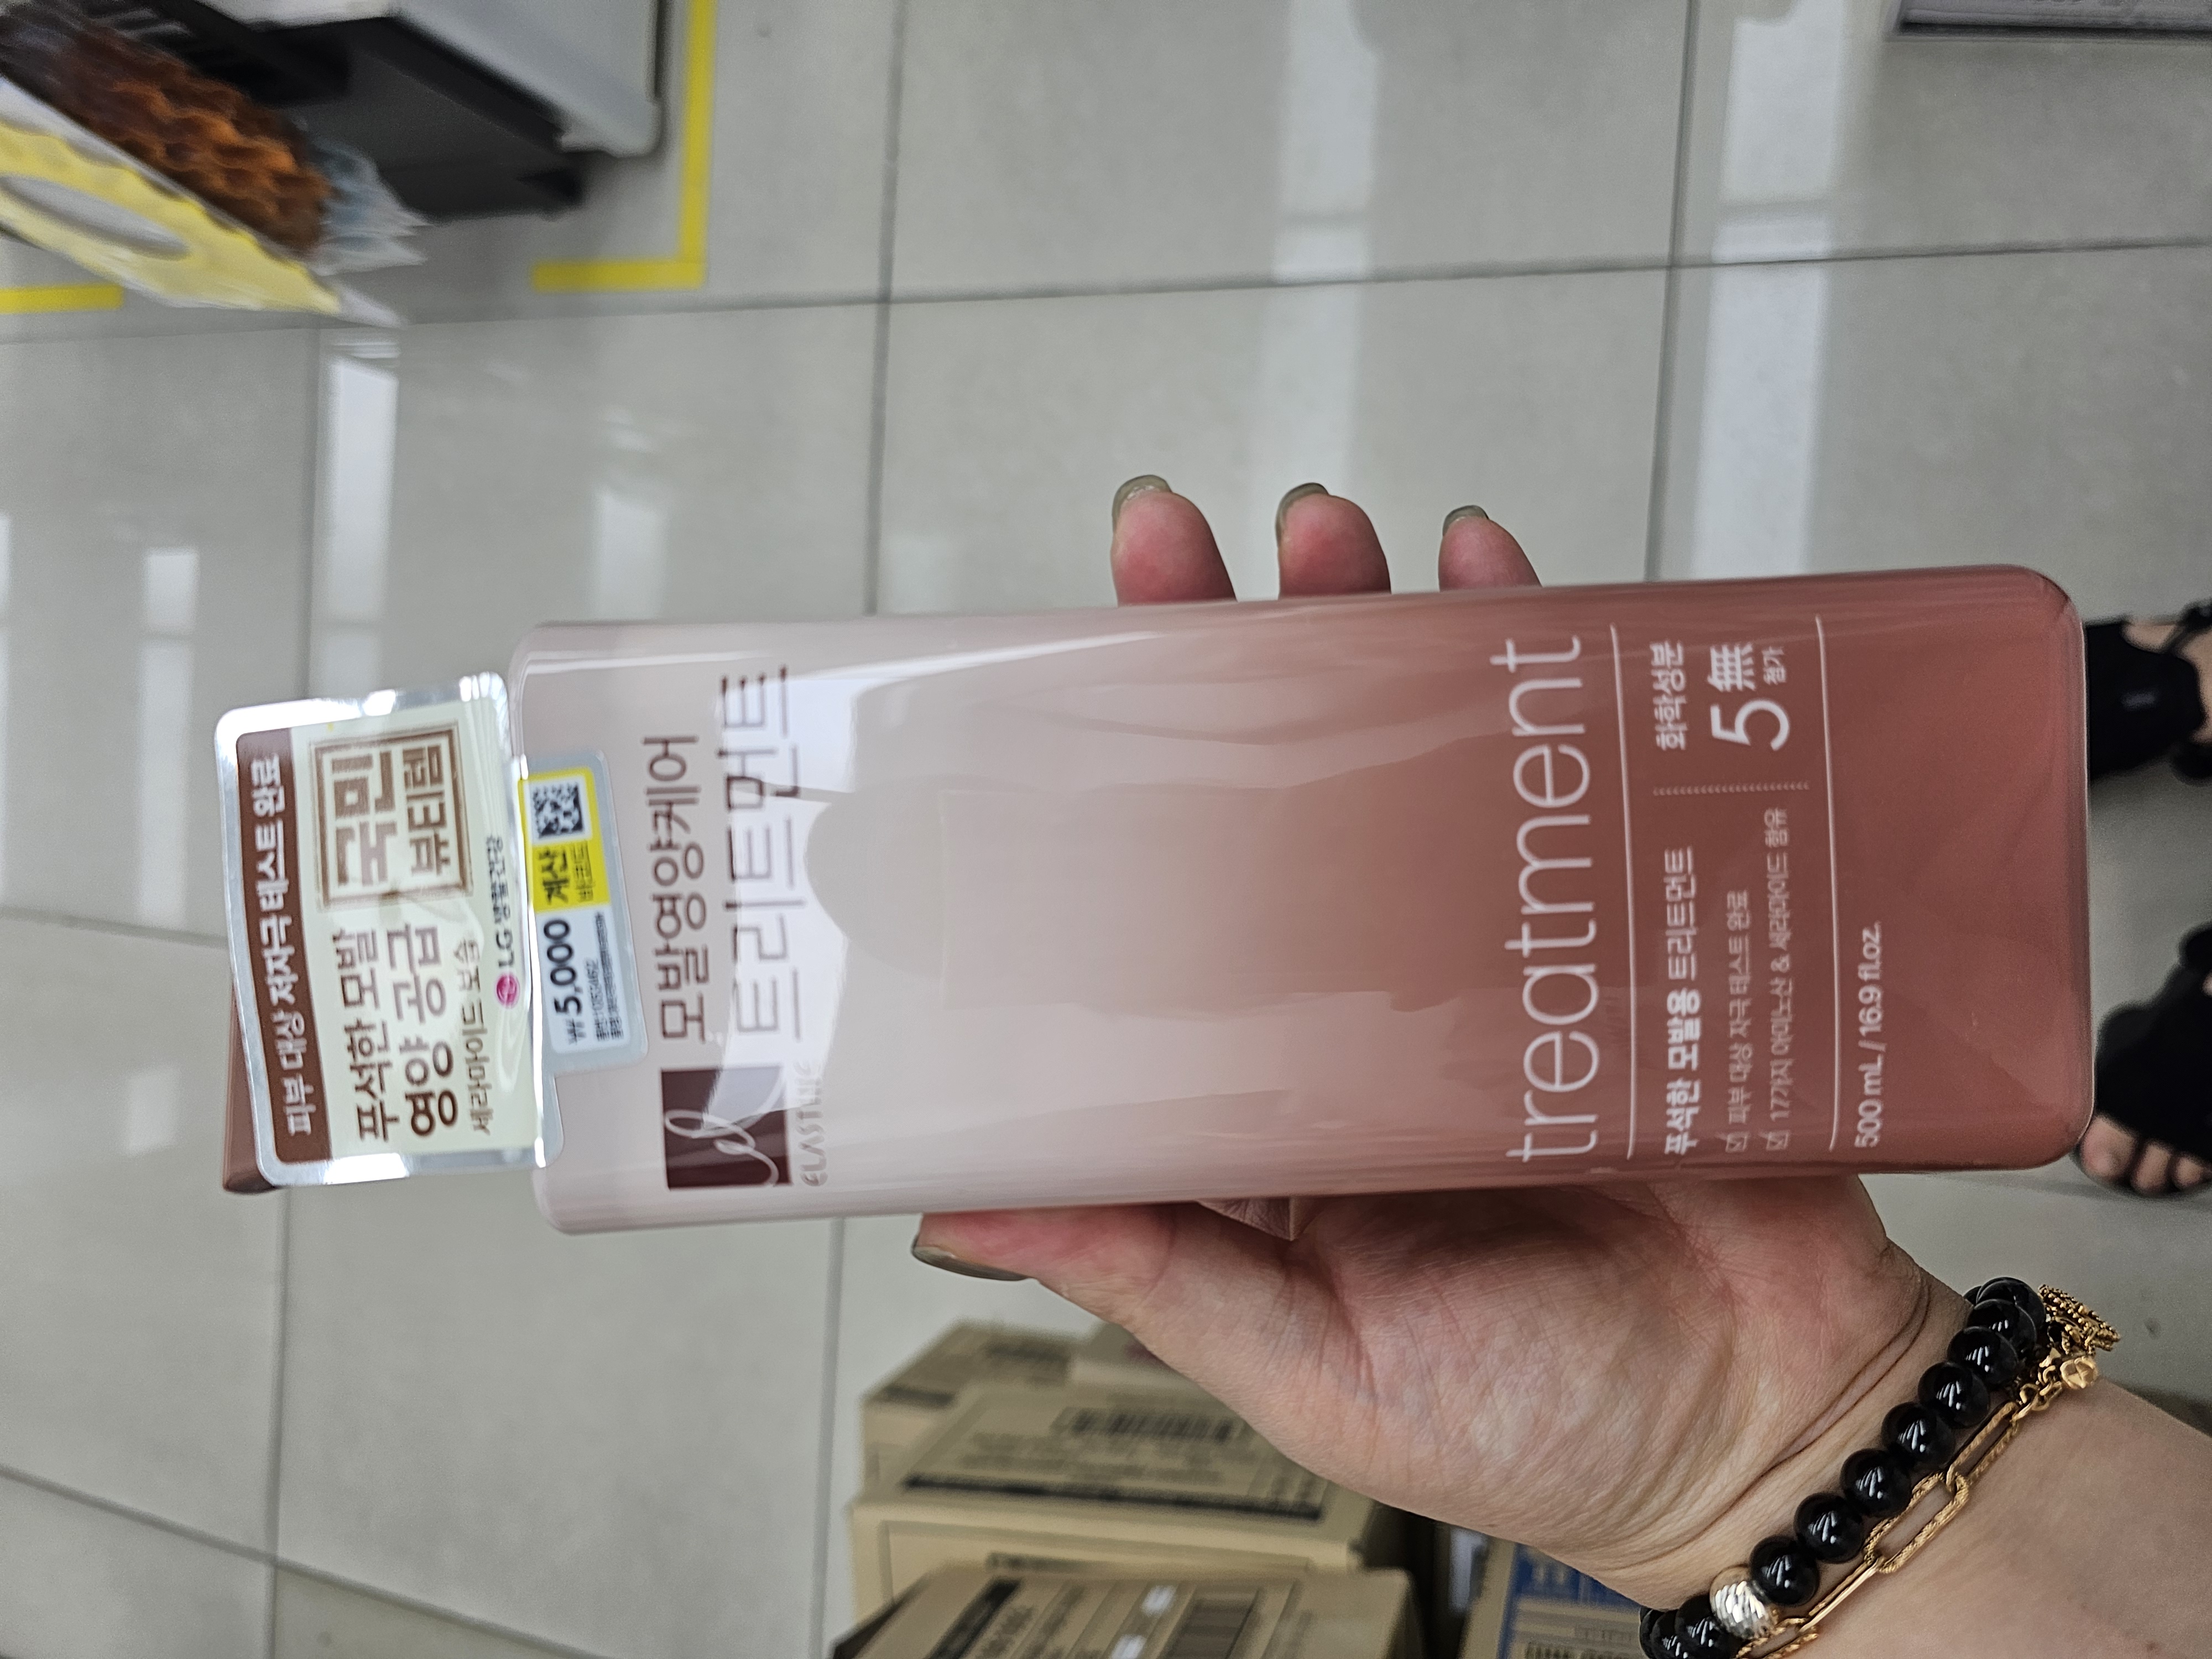 피부 대상 저자극 테스트 완료
푸석한 모발
영양 공급
세라마이드 보습
국민
뷰티템
LG생활건강
₩5,000
계산
바코드
모발영양케어
트리트먼트
ELASTINE
treatment
푸석한 모발용 트리트먼트
피부 대상 저자극 테스트 완료
17가지 아미노산 & 세라마이드 함유
화학성분
5無
첨가
500 mL / 16.9 fl.oz.